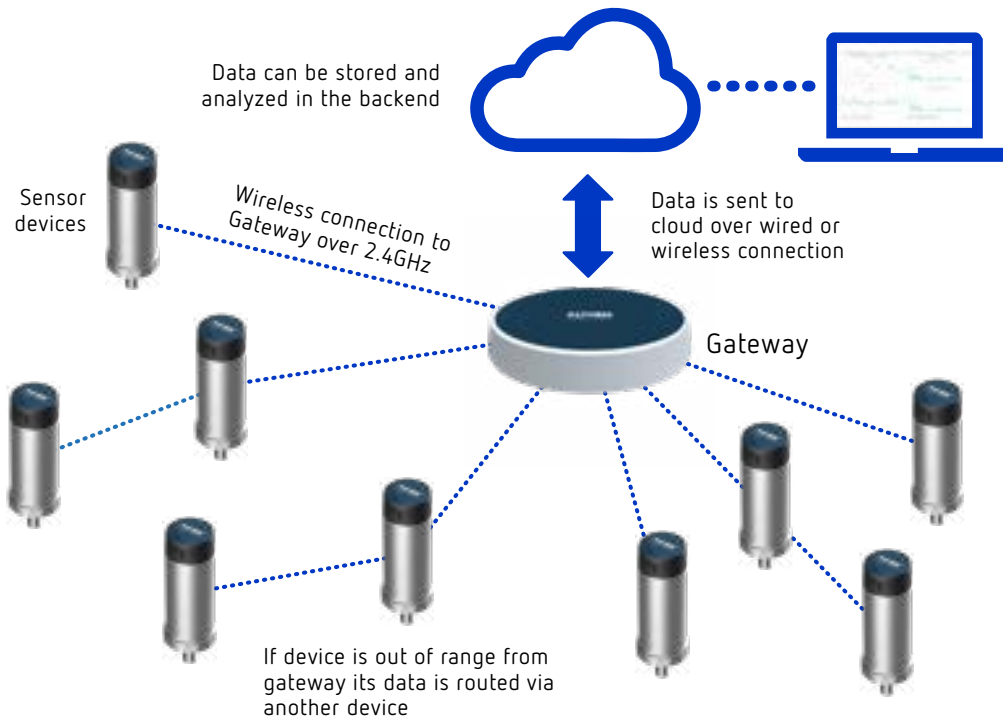 Data can be stored and
analyzed in the backend
Sensor
devices
Wireless connection to
Gateway over 2.4GHz
Data is sent to
cloud over wired or
wireless connection
Gateway
If device is out of range from
gateway its data is routed via
another device